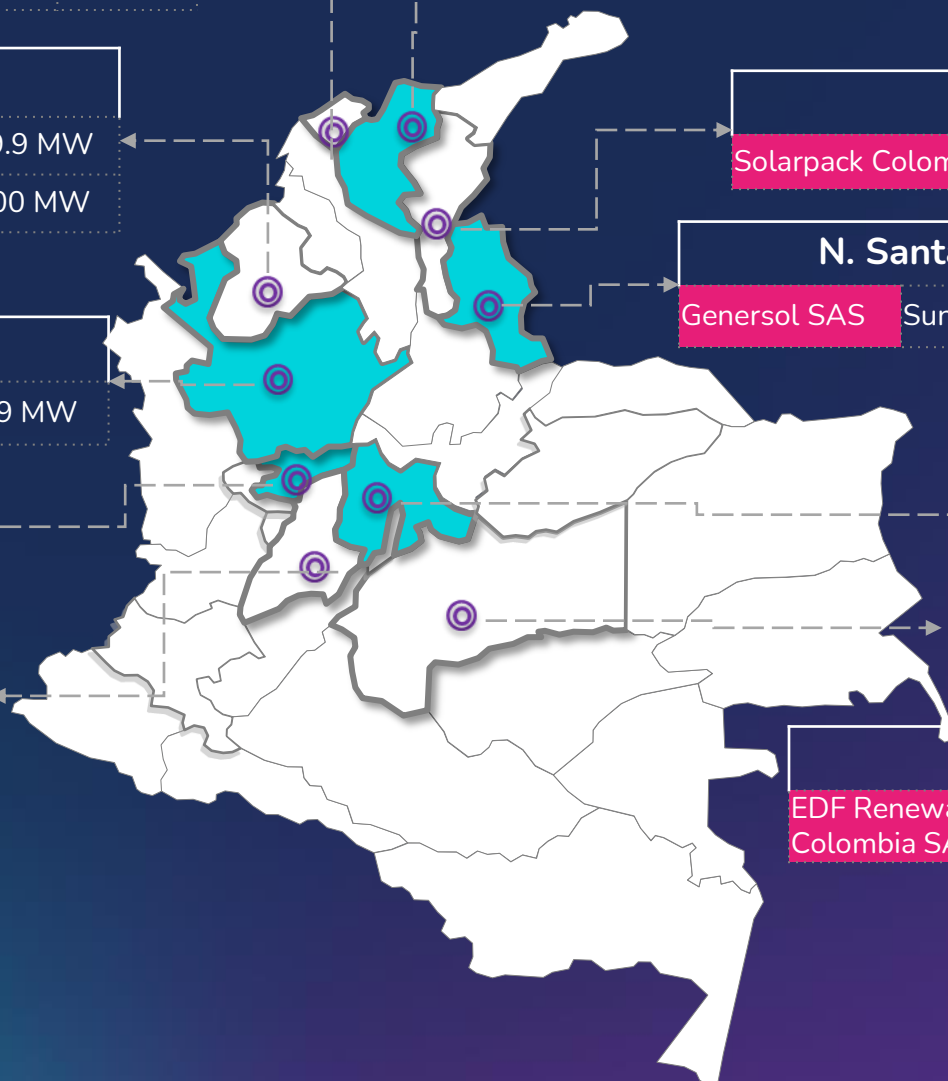 .9 MW
00 MW
9 MW
Solarpack Colom
N. Santa
Genersol SAS
Sun
EDF Renewa
Colombia SA